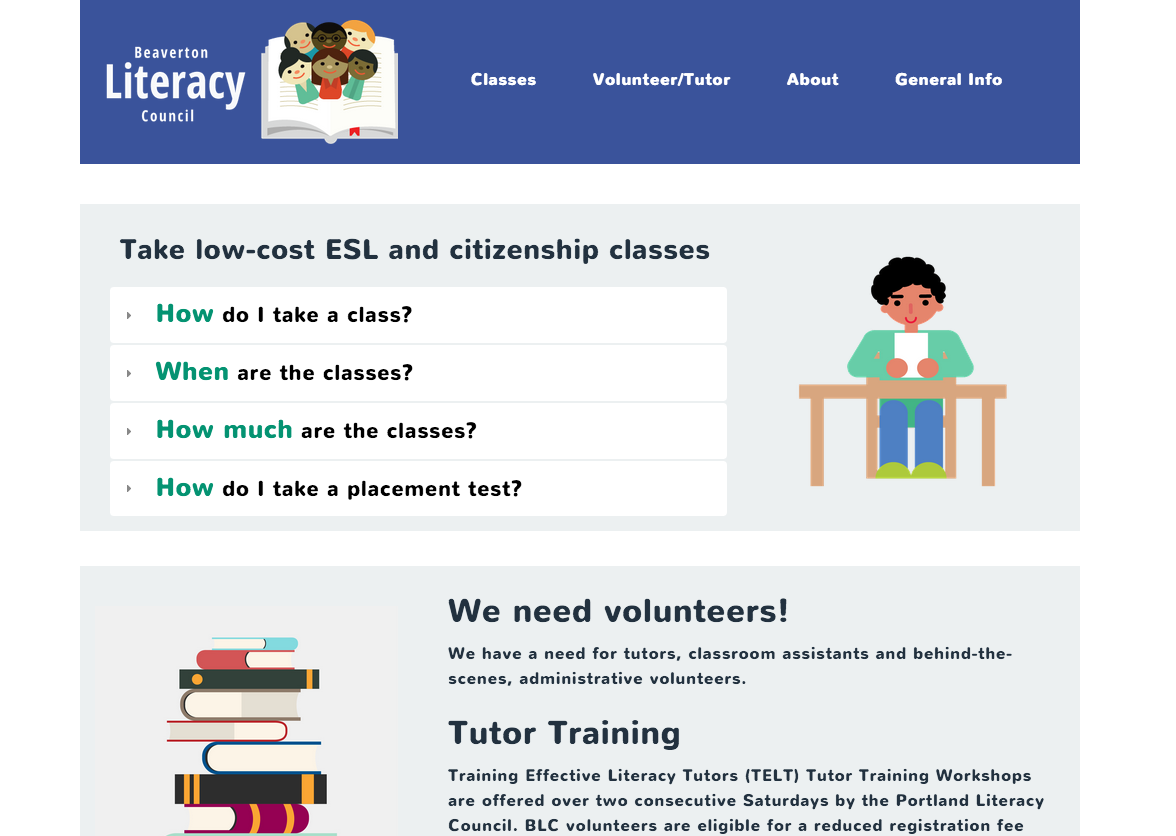 Beaverton
Literacy
Council
Classes
Volunteer/Tutor
About
General Info
Take low-cost ESL and citizenship classes
How do I take a class?
When are the classes?
How much are the classes?
How do I take a placement test?
We need volunteers!
We have a need for tutors, classroom assistants and behind-the-
scenes, administrative volunteers.
Tutor Training
Training Effective Literacy Tutors (TELT) Tutor Training Workshops
are offered over two consecutive Saturdays by the Portland Literacy
Council. BLC volunteers are eligible for a reduced registration fee